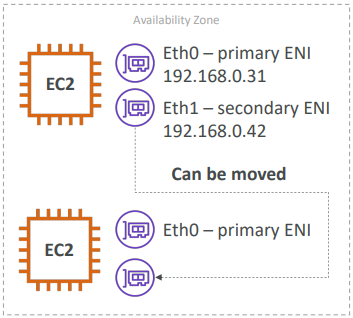 Availability Zone
EC2
Eth0 – primary ENI
192.168.0.31
Eth1 – secondary ENI
192.168.0.42
Can be moved
EC2
Eth0 – primary ENI